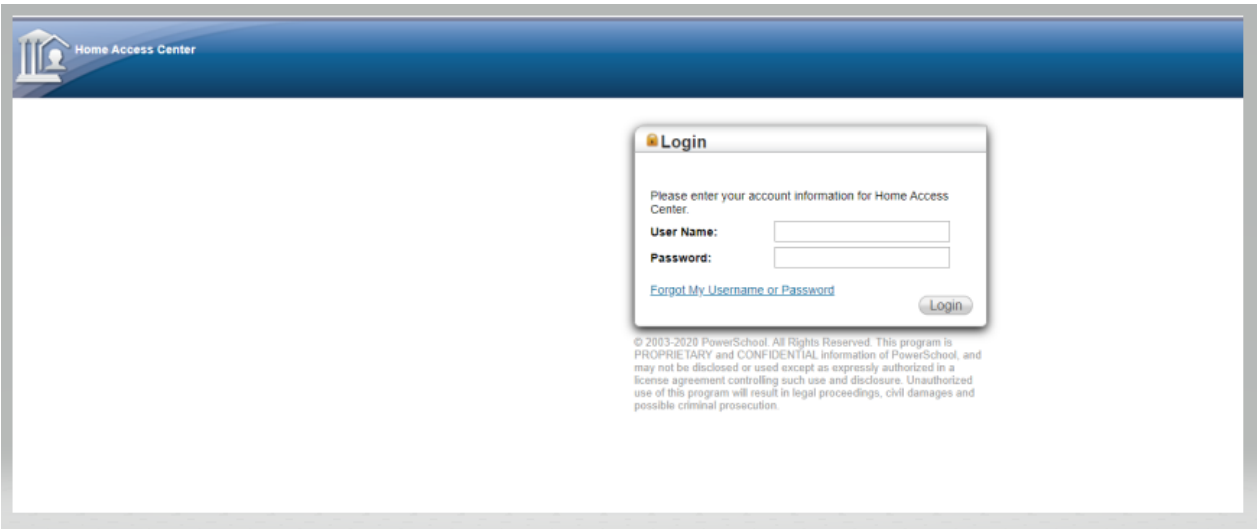 Home Access Center
Login
Please enter your account information for Home Access
Center.
User Name:
Password:
Forgot My Username or Password
Login
© 2003-2020 PowerSchool. All Rights Reserved. This program is
PROPRIETARY and CONFIDENTIAL information of PowerSchool, and
may not be disclosed or used except as expressly authorized in a
license agreement controlling such use and disclosure. Unauthorized
use of this program will result in legal proceedings, civil damages and
possible criminal prosecution.